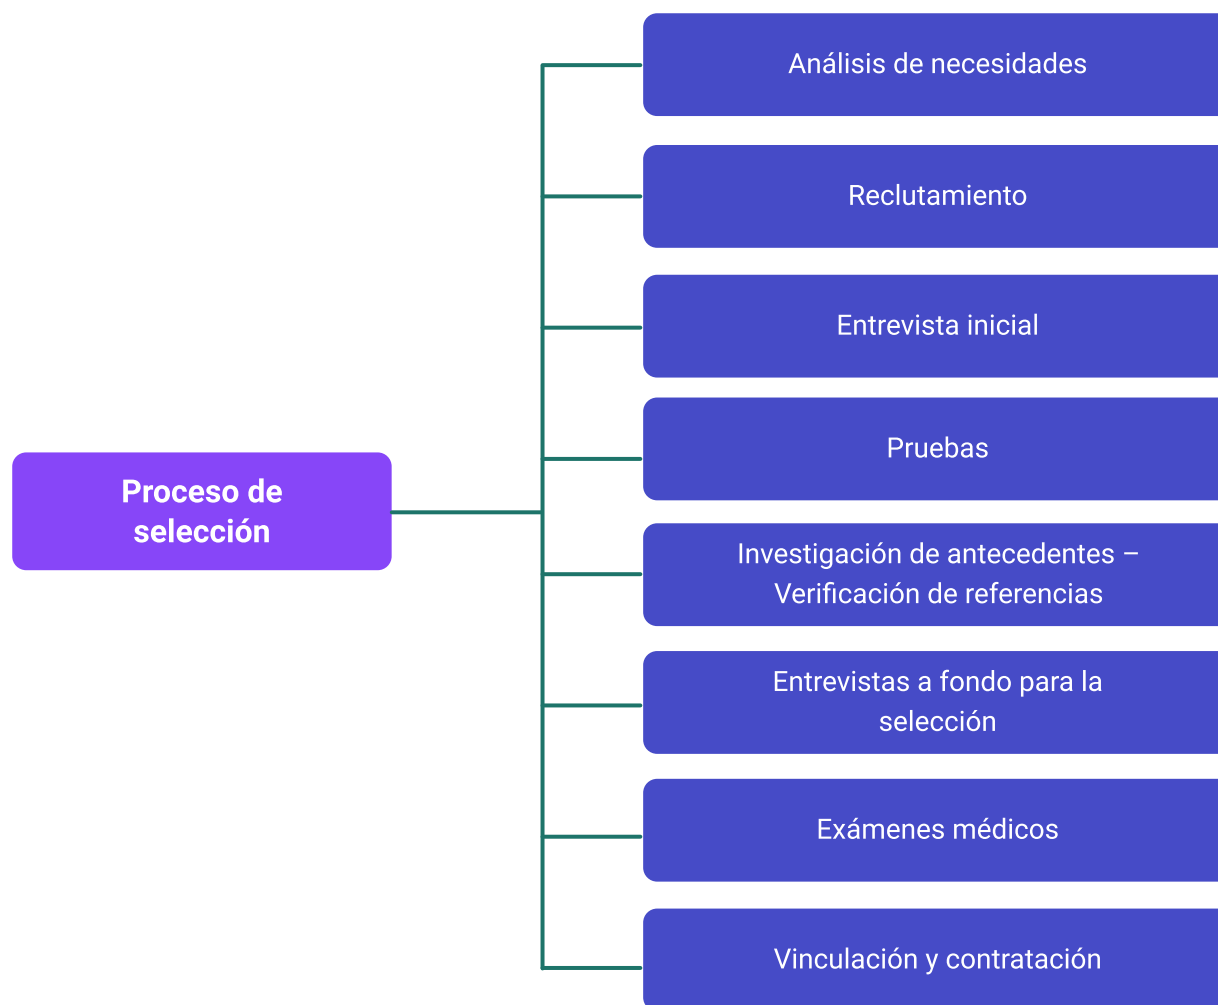 Análisis de necesidades
Reclutamiento
Entrevista inicial
Pruebas
Proceso de
selección
Investigación de antecedentes –
Verificación de referencias
Entrevistas a fondo para la
selección
Exámenes médicos
Vinculación y contratación